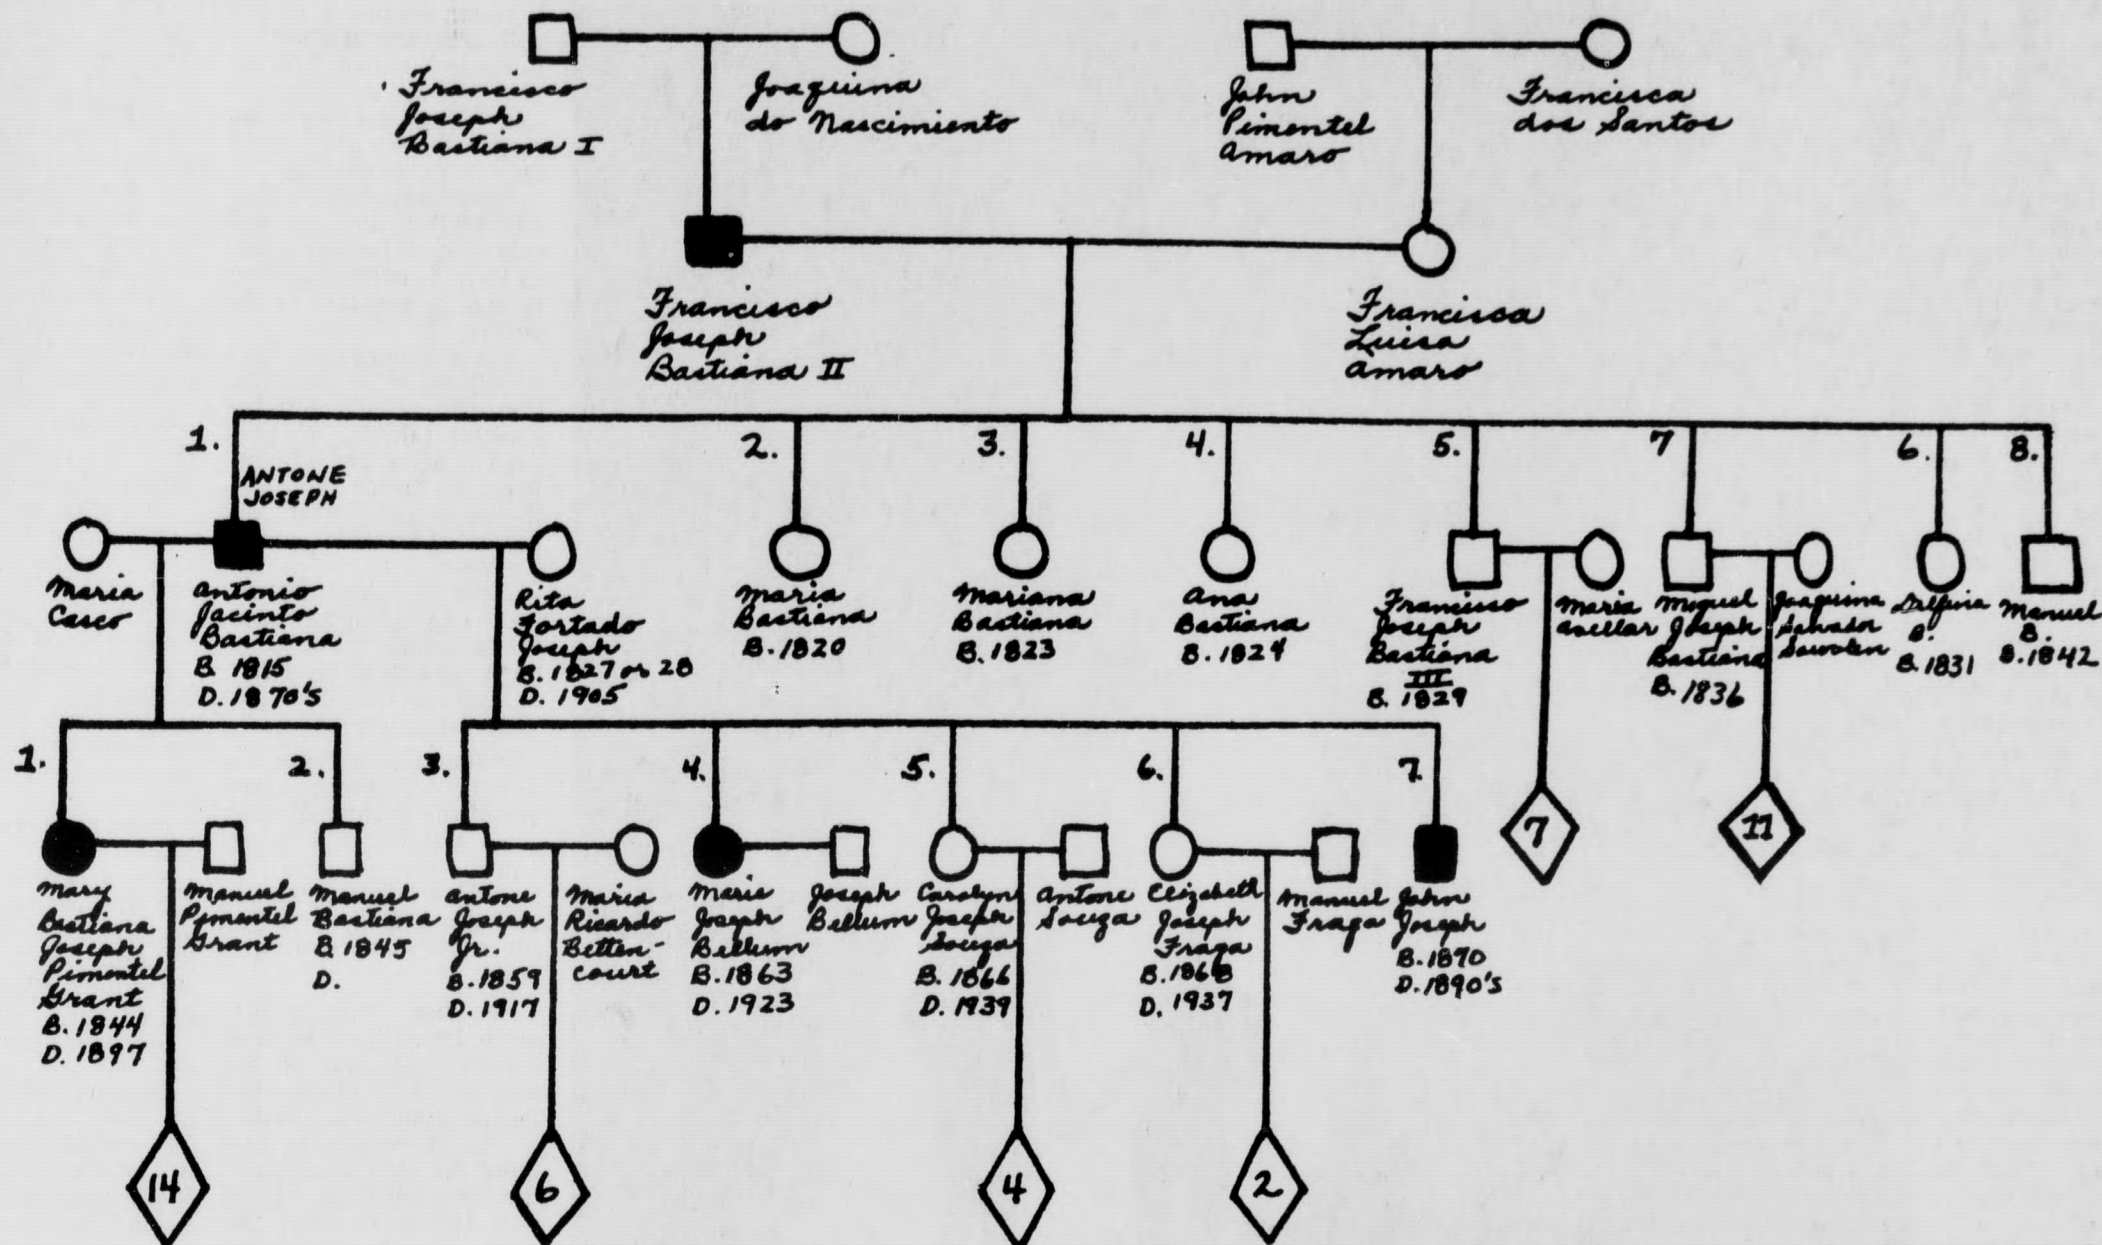 Francisco
Joseph
Bastiana I
Joaquina
do Nascimiento
John
Pimentel
Amaro
Francisca
dos Santos
Francisco
Joseph
Bastiana II
Francisca
Luisa
Amaro
1.
2.
3.
4.
5.
7
6.
8.
ANTONE
JOSEPH
Maria
Casco
Antonio
Jacinto
Bastiana
B 1815
D. 1870's
Rita
Fortado
Joseph
B. 1827 or 28
D. 1905
Maria
Bastiana
B. 1820
Mariana
Bastiana
B. 1823
Ana
Bastiana
B. 1824
Francisco
Joseph
Bastiana
III
B. 1829
Maria
Avellar
Miguel
Joseph
Bastiana
B. 1836
Joaquina
Delfina
B.
B. 1831
Manuel
B.
B. 1842
1.
2.
3.
4.
5.
6.
7
Mary
Bastiana
Joseph
Pimentel
Grant
B. 1844
D. 1897
Manuel
Pimentel
Grant
Manuel
Bastiana
B 1845
D.
Antone
Joseph
Jr.
B. 1859
D. 1917
Maria
Ricardo
Betten-
court
Marie
Joseph
Bellum
B. 1863
D. 1923
Joseph
Bellum
Carolyn
Joseph
Souza
B. 1866
D. 1939
Antone
Souza
Elizabeth
Joseph
Fraga
B. 1868
D. 1937
Manuel
Fraga
John
Joseph
B. 1870
D. 1890's
7
11
14
6
4
2